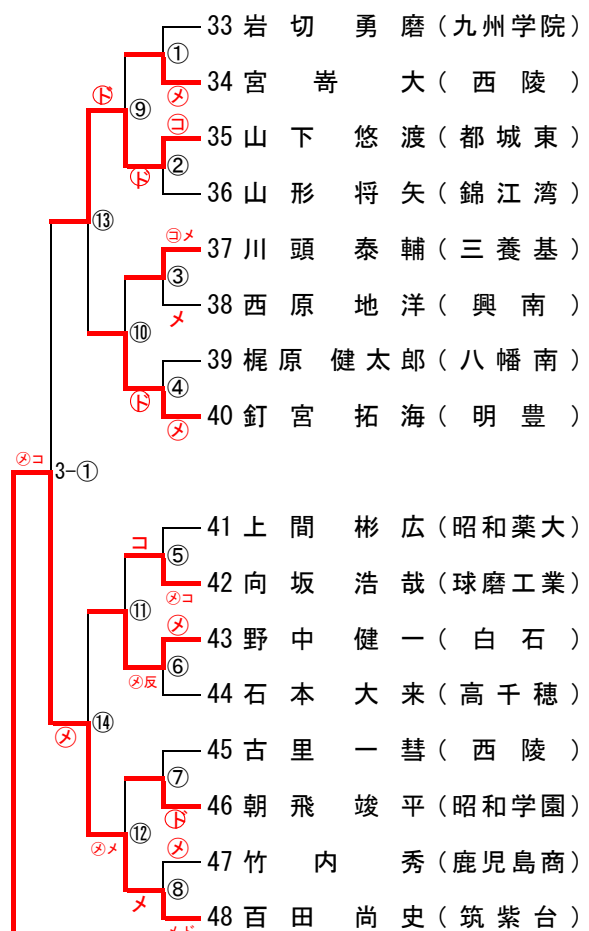 33 岩切 勇磨 (九州学院)
①
34 宮嵜 大 (西陵)
㋱
㋣
⑨
㋙
35 山下 悠渡 (都城東)
②
㋣
36 山形 将矢 (錦江湾)
⑬
㋙メ
37 川頭 泰輔 (三養基)
③
38 西原 地洋 (興南)
メ
⑩
39 梶原 健太郎 (八幡南)
④
㋣
40 釘宮 拓海 (明豊)
㋱
㋱コ
3-①
41 上間 彬広 (昭和薬大)
コ
⑤
42 向坂 浩哉 (球磨工業)
㋱コ
⑪
㋱
43 野中 健一 (白石)
⑥
㋱反
44 石本 大来 (高千穂)
⑭
㋱
45 古里 一彗 (西陵)
⑦
46 朝飛 竣平 (昭和学園)
㋣
⑫
㋱メ
㋱
47 竹内 秀 (鹿児島商)
⑧
メ
48 百田 尚史 (筑紫台)